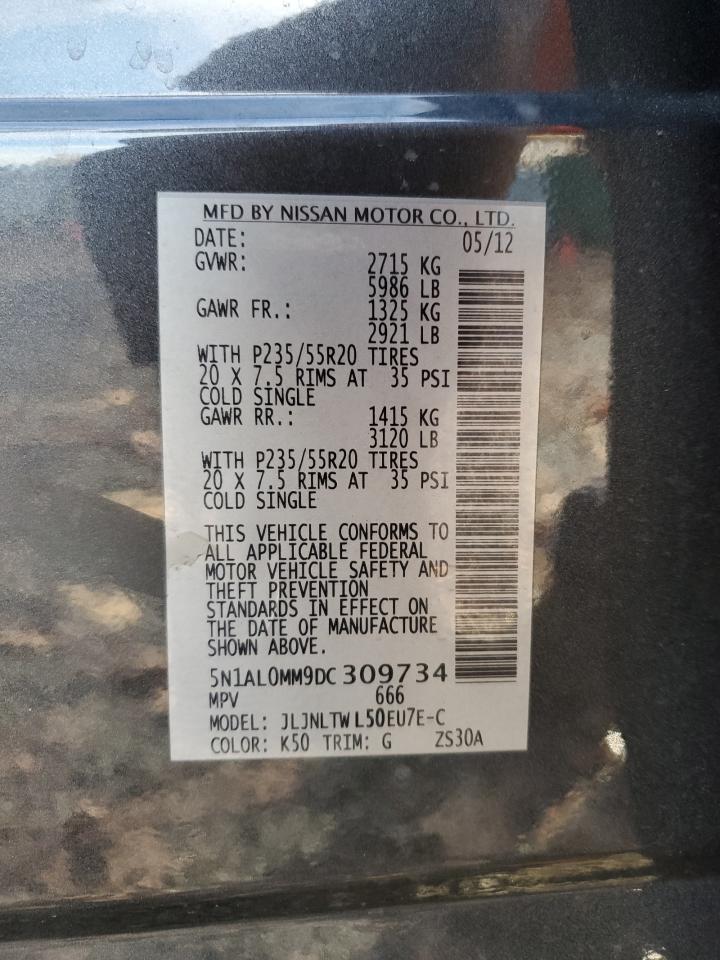 MFD BY NISSAN MOTOR CO., LTD.
DATE: 05/12
GVWR: 2715 KG
5986 LB
GAWR FR.: 1325 KG
2921 LB
WITH P235/55R20 TIRES
20 X 7.5 RIMS AT 35 PSI
COLD SINGLE
GAWR RR.: 1415 KG
3120 LB
WITH P235/55R20 TIRES
20 X 7.5 RIMS AT 35 PSI
COLD SINGLE
THIS VEHICLE CONFORMS TO
ALL APPLICABLE FEDERAL
MOTOR VEHICLE SAFETY AND
THEFT PREVENTION
STANDARDS IN EFFECT ON
THE DATE OF MANUFACTURE
SHOWN ABOVE.
5N1AL0MM9DC309734
MPV 666
MODEL: JLJNLTWL50EU7E-C
COLOR: K50 TRIM: G ZS30A